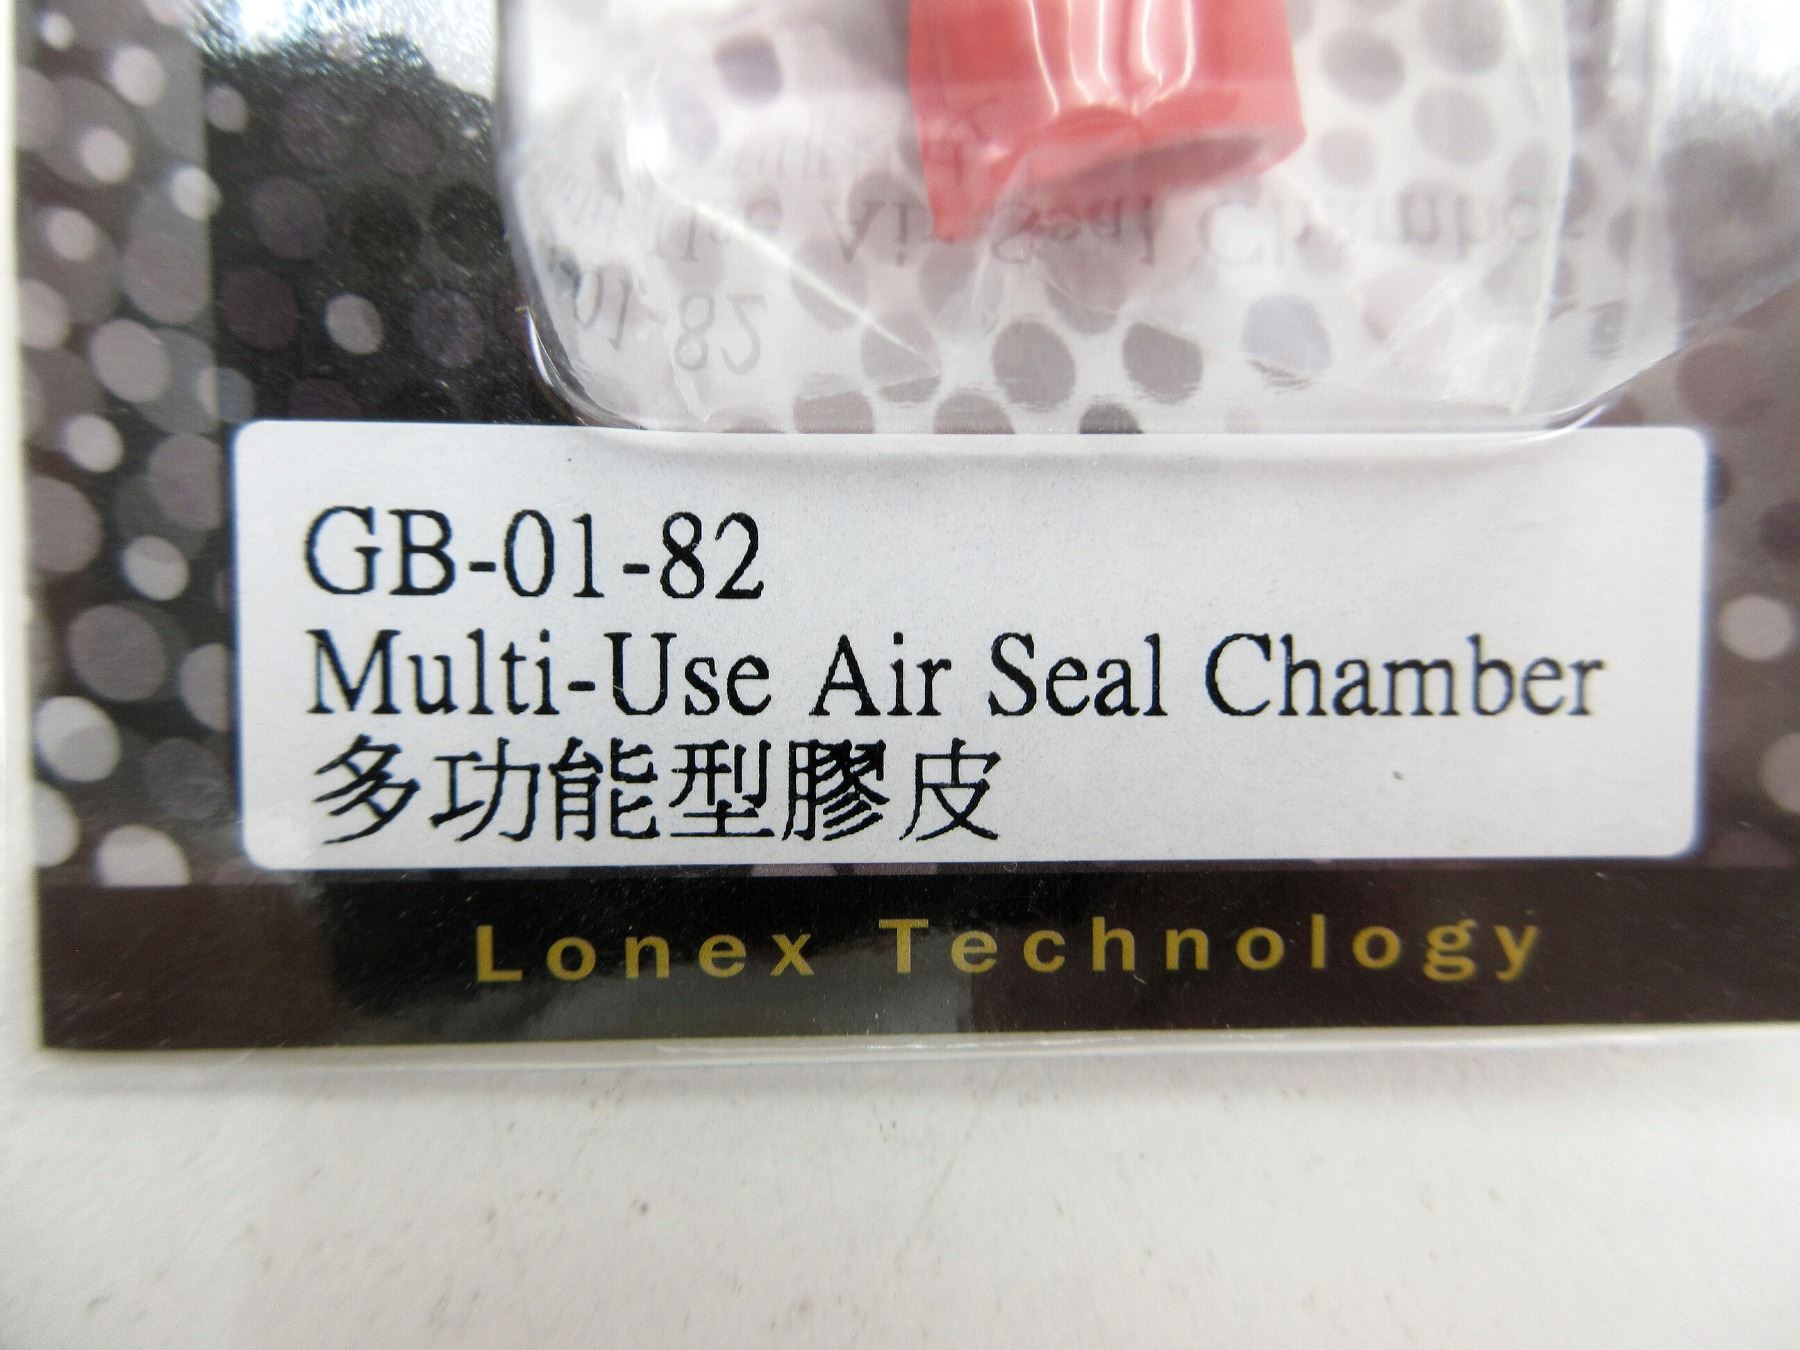 GB-01-82
Multi-Use Air Seal Chamber
多功能型膠皮
Lonex Technology